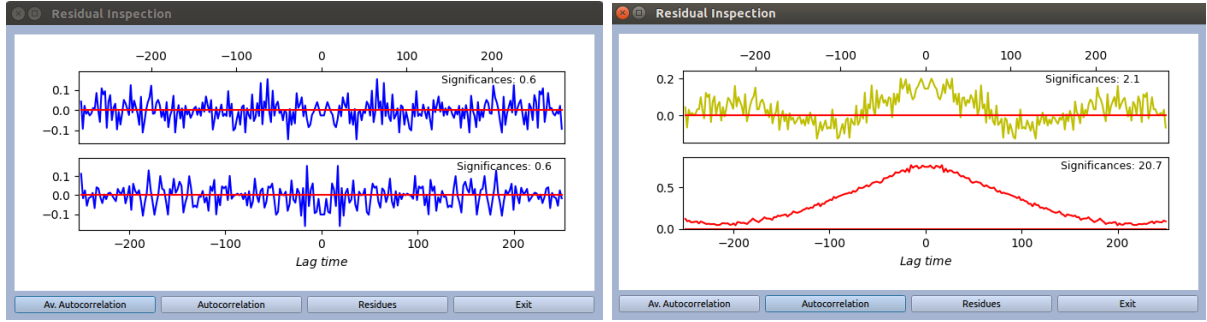 Residual Inspection
−200 −100 0 100 200
Significances: 0.6
0.1
0.0
−0.1
Significances: 0.6
0.1
0.0
−0.1
−200 −100 0 100 200
Lag time
Av. Autocorrelation Autocorrelation Residues Exit
Residual Inspection
−200 −100 0 100 200
Significances: 2.1
0.2
0.0
Significances: 20.7
0.5
0.0
−200 −100 0 100 200
Lag time
Av. Autocorrelation Autocorrelation Residues Exit